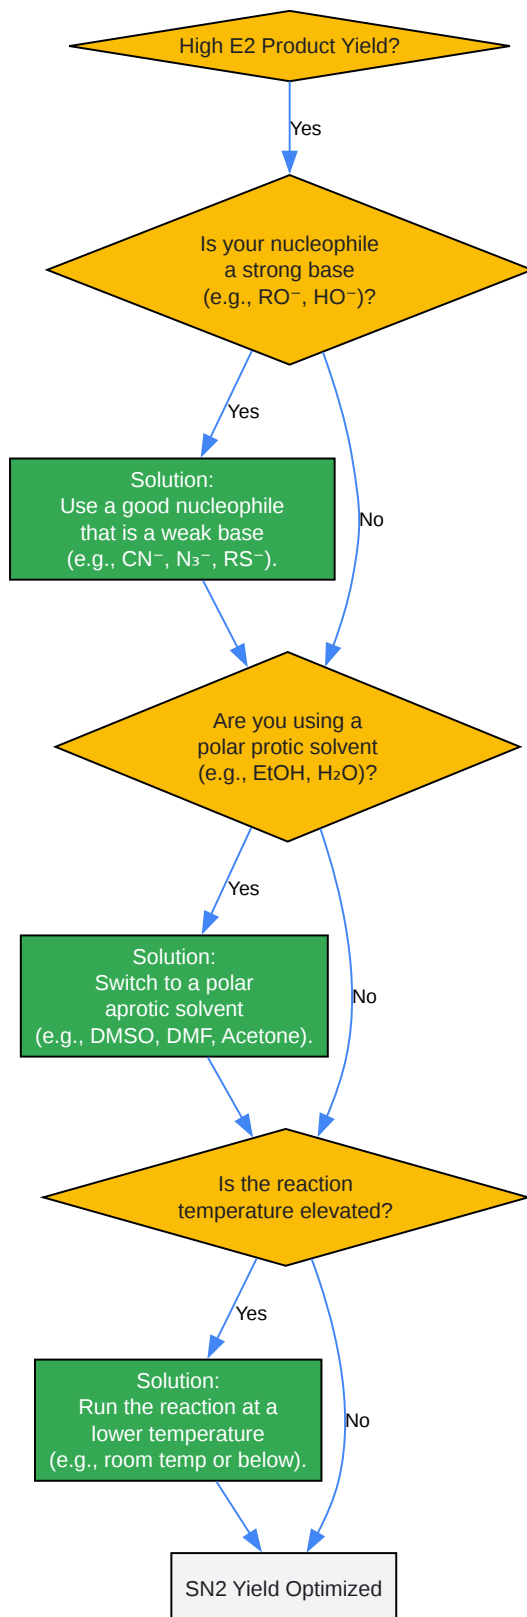 High E2 Product Yield?
Yes
Is your nucleophile
a strong base
(e.g., RO⁻, HO⁻)?
Yes
No
Solution:
Use a good nucleophile
that is a weak base
(e.g., CN⁻, N₃⁻, RS⁻).
Are you using a
polar protic solvent
(e.g., EtOH, H₂O)?
Yes
No
Solution:
Switch to a polar
aprotic solvent
(e.g., DMSO, DMF, Acetone).
Is the reaction
temperature elevated?
Yes
No
Solution:
Run the reaction at a
lower temperature
(e.g., room temp or below).
SN2 Yield Optimized